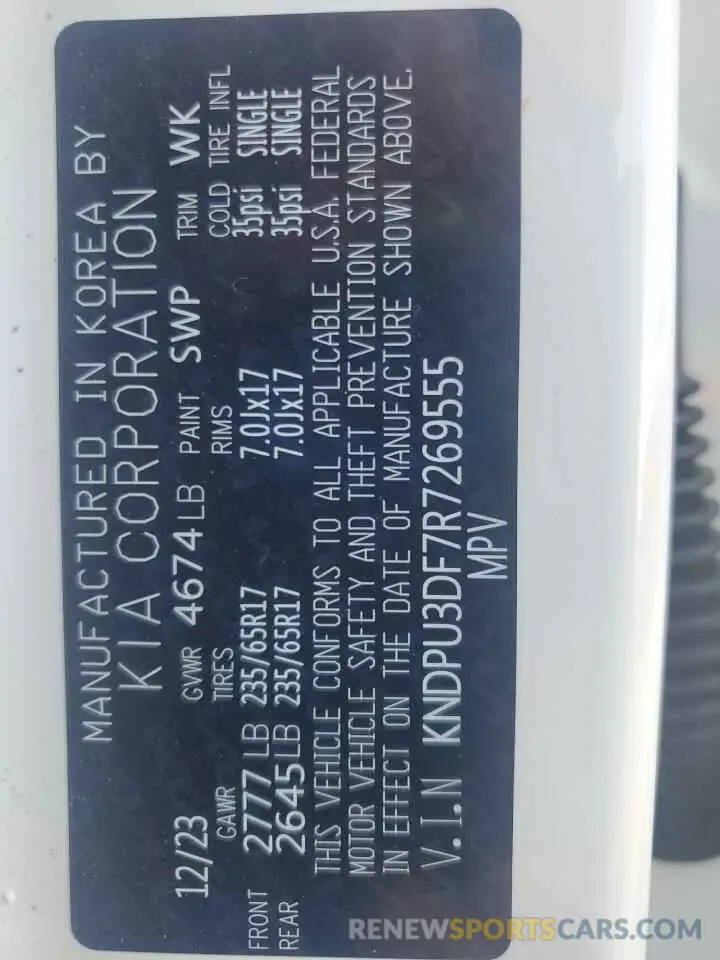 MANUFACTURED IN KOREA BY
KIA CORPORATION
12/23 GVWR 4674LB PAINT SWP TRIM WK
GAWR TIRES RIMS COLD TIRE INFL
FRONT 2777LB 235/65R17 7.0Jx17 35psi SINGLE
REAR 2645LB 235/65R17 7.0Jx17 35psi SINGLE
THIS VEHICLE CONFORMS TO ALL APPLICABLE U.S.A. FEDERAL
MOTOR VEHICLE SAFETY AND THEFT PREVENTION STANDARDS
IN EFFECT ON THE DATE OF MANUFACTURE SHOWN ABOVE.
V.I.N KNDPU3DF7R7269555
MPV
RENEWSPORTSCARS.COM